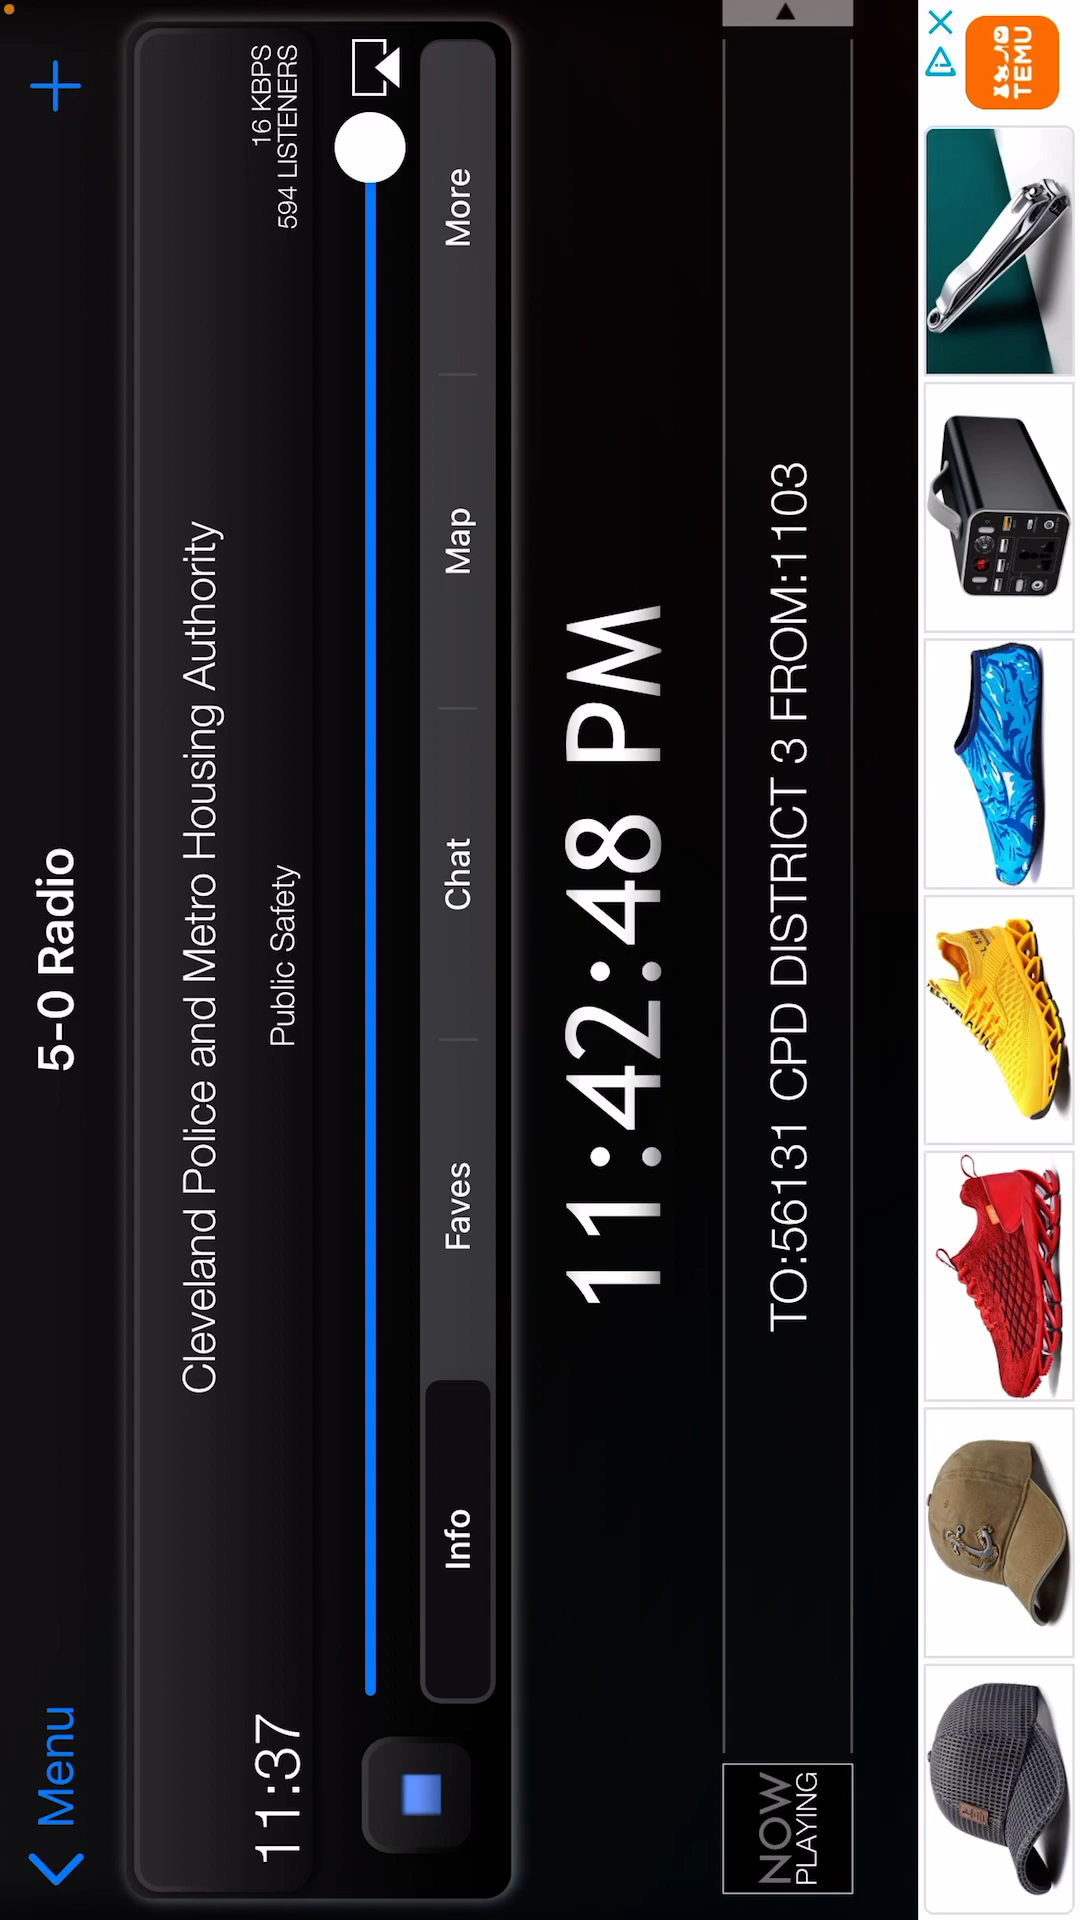 Menu
5-0 Radio
+
Cleveland Police and Metro Housing Authority
11:37
Public Safety
16 KBPS
594 LISTENERS
Info
Faves
Chat
Map
More
11:42:48 PM
NOW
PLAYING
TO:56131 CPD DISTRICT 3 FROM:1103
TEMU